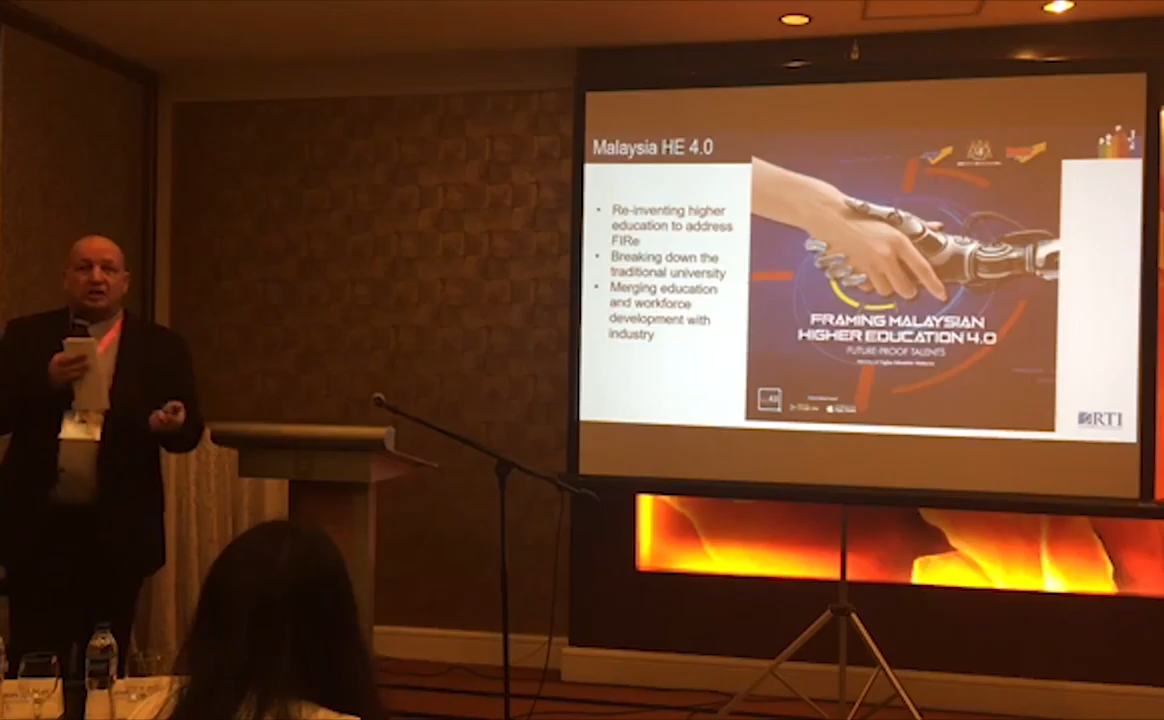 Malaysia HE 4.0
• Re-inventing higher
education to address
FIRe
• Breaking down the
traditional university
• Merging education
and workforce
development with
industry
FRAMING MALAYSIAN
HIGHER EDUCATION 4.0
FUTURE-PROOF TALENTS
RTI